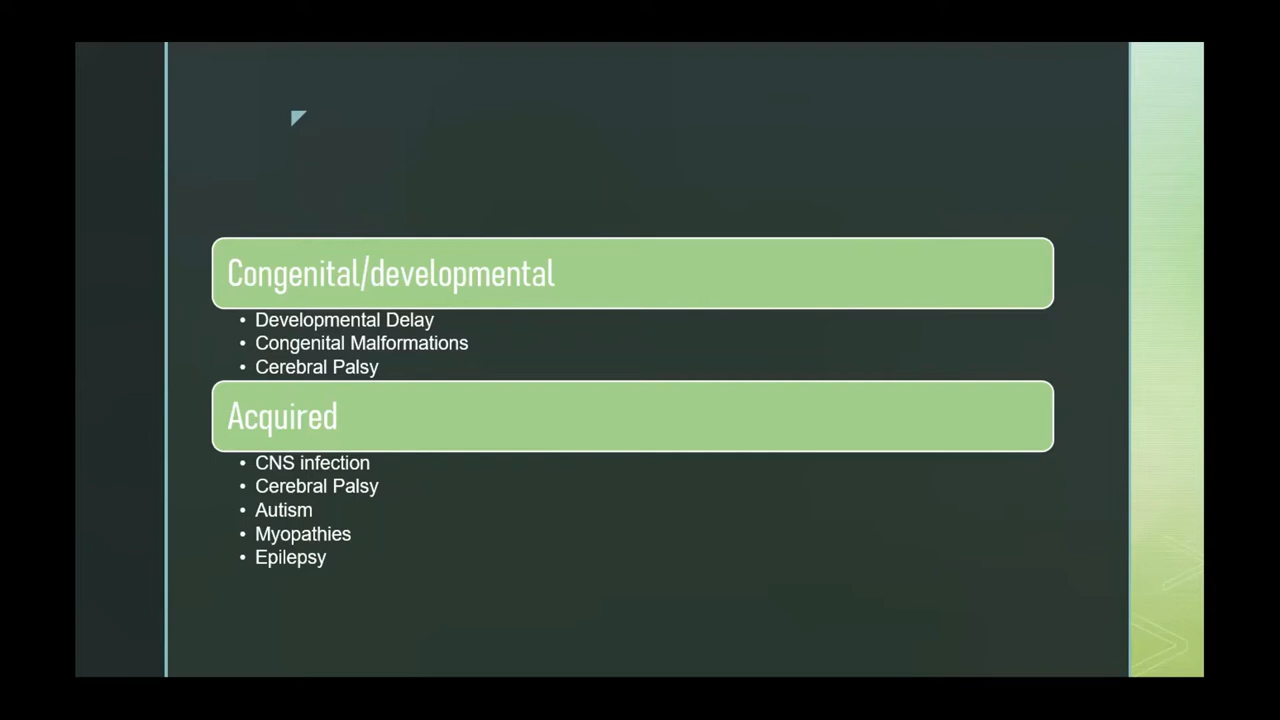 Congenital/developmental
• Developmental Delay
• Congenital Malformations
• Cerebral Palsy
Acquired
• CNS infection
• Cerebral Palsy
• Autism
• Myopathies
• Epilepsy